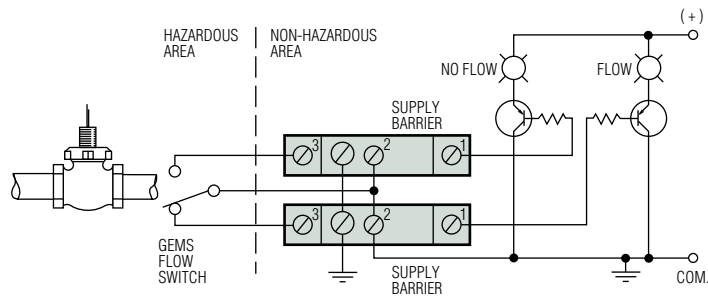 (+)
HAZARDOUS
AREA
NON-HAZARDOUS
AREA
NO FLOW
FLOW
SUPPLY
BARRIER
3
2
1
3
2
1
GEMS
FLOW
SWITCH
SUPPLY
BARRIER
COM.